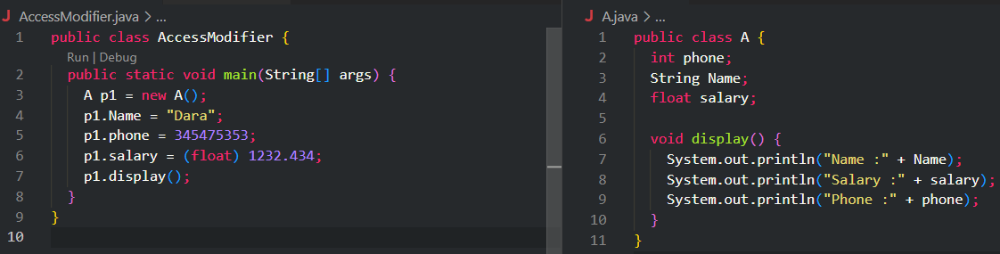 J AccessModifier.java > ...
1 public class AccessModifier {
Run | Debug
2 public static void main(String[] args) {
3 A p1 = new A();
4 p1.Name = "Dara";
5 p1.phone = 345475353;
6 p1.salary = (float) 1232.434;
7 p1.display();
8 }
9 }
10
J A.java > ...
1 public class A {
2 int phone;
3 String Name;
4 float salary;
5
6 void display() {
7 System.out.println("Name :" + Name);
8 System.out.println("Salary :" + salary);
9 System.out.println("Phone :" + phone);
10 }
11 }